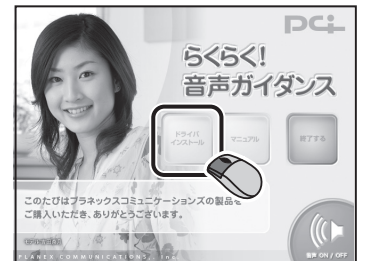 PCi
らくらく!
音声ガイダンス
ドライバ
インストール
マニュアル
終了する
このたびはプラネックスコミュニケーションズの製品を
ご購入いただき、ありがとうございます。
PLANEX COMMUNICATIONS, Inc.
音声 ON / OFF